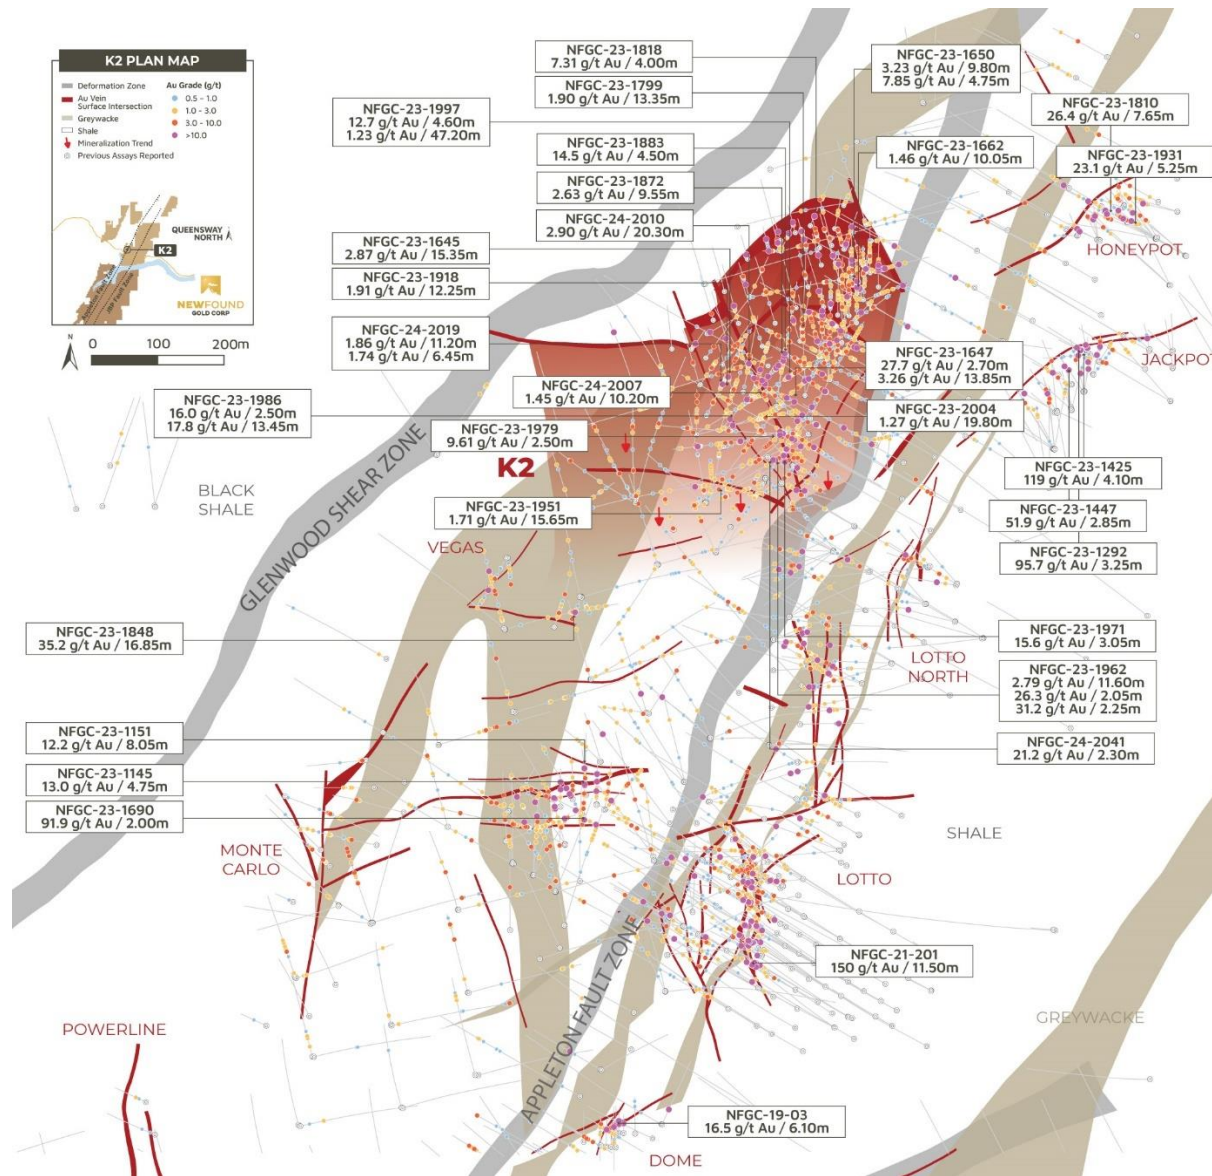 K2 PLAN MAP
Deformation Zone
Au Vein
Surface Intersection
Greywacke
Shale
Mineralization Trend
Previous Assays Reported
Au Grade (g/t)
0.5 - 1.0
1.0 - 3.0
3.0 - 10.0
>10.0
QUEENSWAY
NORTH
K2
Appleton Fault Zone
JBP Fault Zone
NEWFOUND
GOLD CORP
N
0 100 200m
NFGC-23-1818
7.31 g/t Au / 4.00m
NFGC-23-1799
1.90 g/t Au / 13.35m
NFGC-23-1997
12.7 g/t Au / 4.60m
1.23 g/t Au / 47.20m
NFGC-23-1883
14.5 g/t Au / 4.50m
NFGC-23-1872
2.63 g/t Au / 9.55m
NFGC-24-2010
2.90 g/t Au / 20.30m
NFGC-23-1645
2.87 g/t Au / 15.35m
NFGC-23-1918
1.91 g/t Au / 12.25m
NFGC-24-2019
1.86 g/t Au / 11.20m
1.74 g/t Au / 6.45m
NFGC-23-1650
3.23 g/t Au / 9.80m
7.85 g/t Au / 4.75m
NFGC-23-1662
1.46 g/t Au / 10.05m
NFGC-23-1810
26.4 g/t Au / 7.65m
NFGC-23-1931
23.1 g/t Au / 5.25m
HONEYPOT
JACKPOT
NFGC-23-1647
27.7 g/t Au / 2.70m
3.26 g/t Au / 13.85m
NFGC-24-2007
1.45 g/t Au / 10.20m
NFGC-23-2004
1.27 g/t Au / 19.80m
NFGC-23-1986
16.0 g/t Au / 2.50m
17.8 g/t Au / 13.45m
NFGC-23-1979
9.61 g/t Au / 2.50m
K2
NFGC-23-1951
1.71 g/t Au / 15.65m
BLACK
SHALE
GLENWOOD SHEAR ZONE
VEGAS
NFGC-23-1425
119 g/t Au / 4.10m
NFGC-23-1447
51.9 g/t Au / 2.85m
NFGC-23-1292
95.7 g/t Au / 3.25m
NFGC-23-1848
35.2 g/t Au / 16.85m
NFGC-23-1971
15.6 g/t Au / 3.05m
LOTTO
NORTH
NFGC-23-1962
2.79 g/t Au / 11.60m
26.3 g/t Au / 2.05m
31.2 g/t Au / 2.25m
NFGC-24-2041
21.2 g/t Au / 2.30m
NFGC-23-1151
12.2 g/t Au / 8.05m
NFGC-23-1145
13.0 g/t Au / 4.75m
NFGC-23-1690
91.9 g/t Au / 2.00m
MONTE
CARLO
SHALE
LOTTO
APPLETON FAULT ZONE
NFGC-21-201
150 g/t Au / 11.50m
GREYWACKE
POWERLINE
NFGC-19-03
16.5 g/t Au / 6.10m
DOME